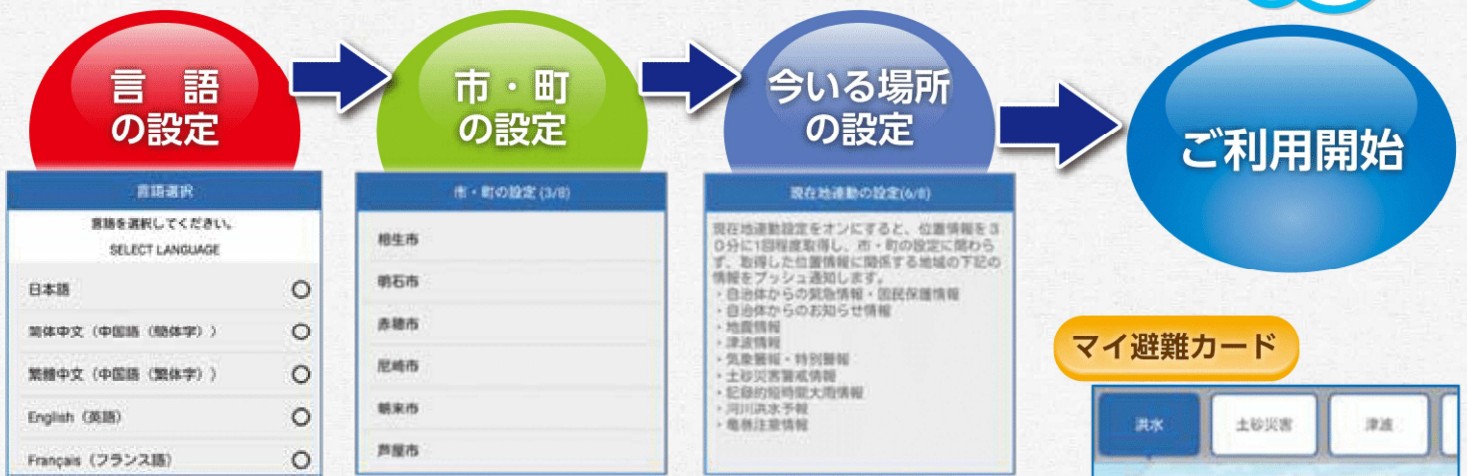 言 語
の設定
市・町
の設定
今いる場所
の設定
ご利用開始
言語選択
言語を選択してください。
SELECT LANGUAGE
日本語
简体中文（中国語（簡体字））
繁體中文（中国語（繁体字））
English（英語）
Français（フランス語）
市・町の設定 (3/8)
相生市
明石市
赤穂市
尼崎市
朝来市
芦屋市
現在地連動の設定(6/8)
現在地連動設定をオンにすると、位置情報を３
０分に1回程度取得し、市・町の設定に関わら
ず、取得した位置情報に関係する地域の下記の
情報をプッシュ通知します。
・自治体からの緊急情報・国民保護情報
・自治体からのお知らせ情報
・地震情報
・津波情報
・気象警報・特別警報
・土砂災害警戒情報
・記録的短時間大雨情報
・河川洪水予報
・竜巻注意情報
マイ避難カード
洪水
土砂災害
津波